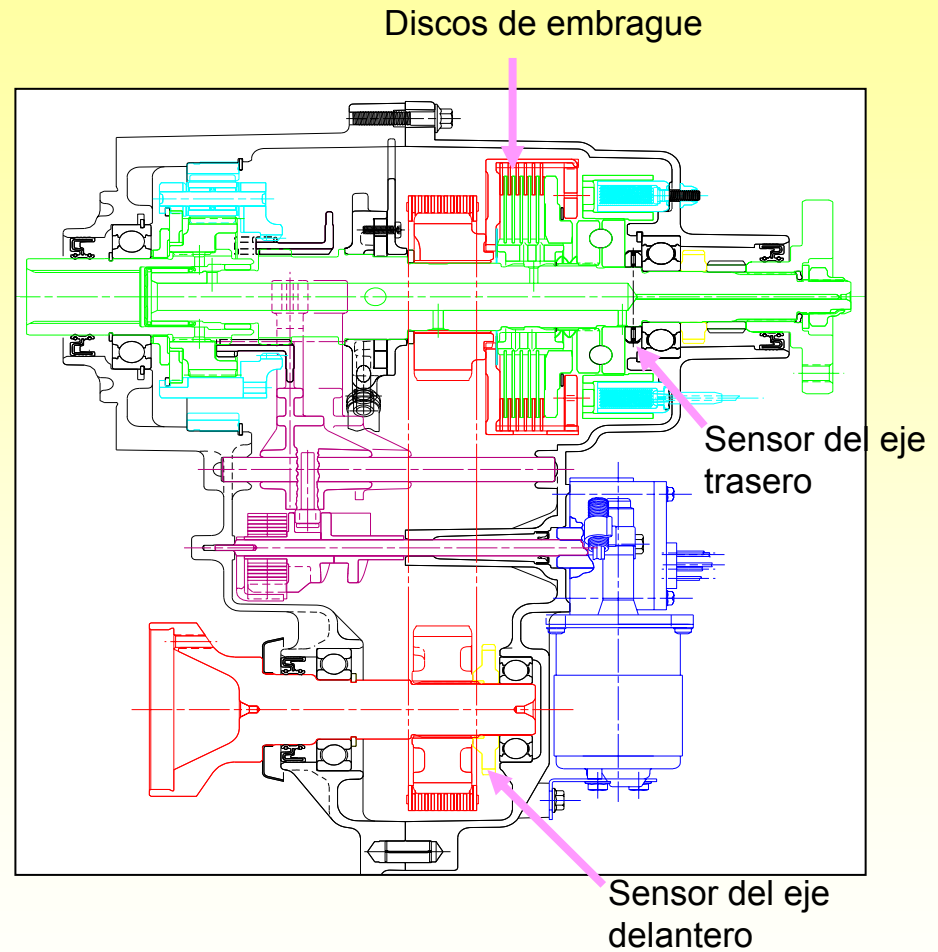 Discos de embrague
Sensor del eje
trasero
Sensor del eje
delantero